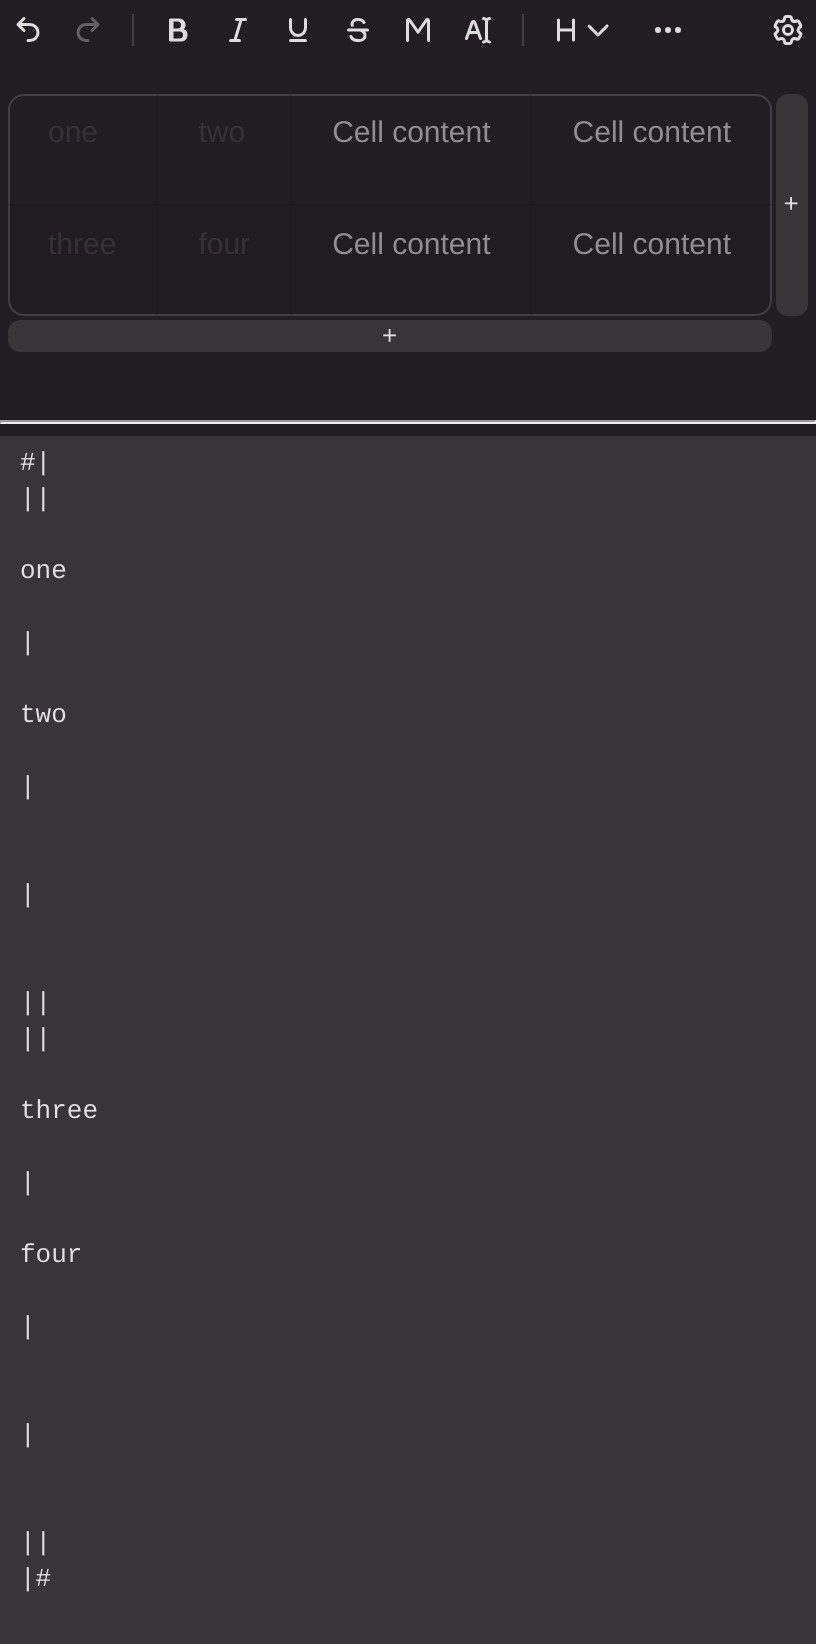 B I U S M A H
one two Cell content Cell content
+
three four Cell content Cell content
+
#|
||
one
|
two
|
|
||
||
three
|
four
|
|
||
|#